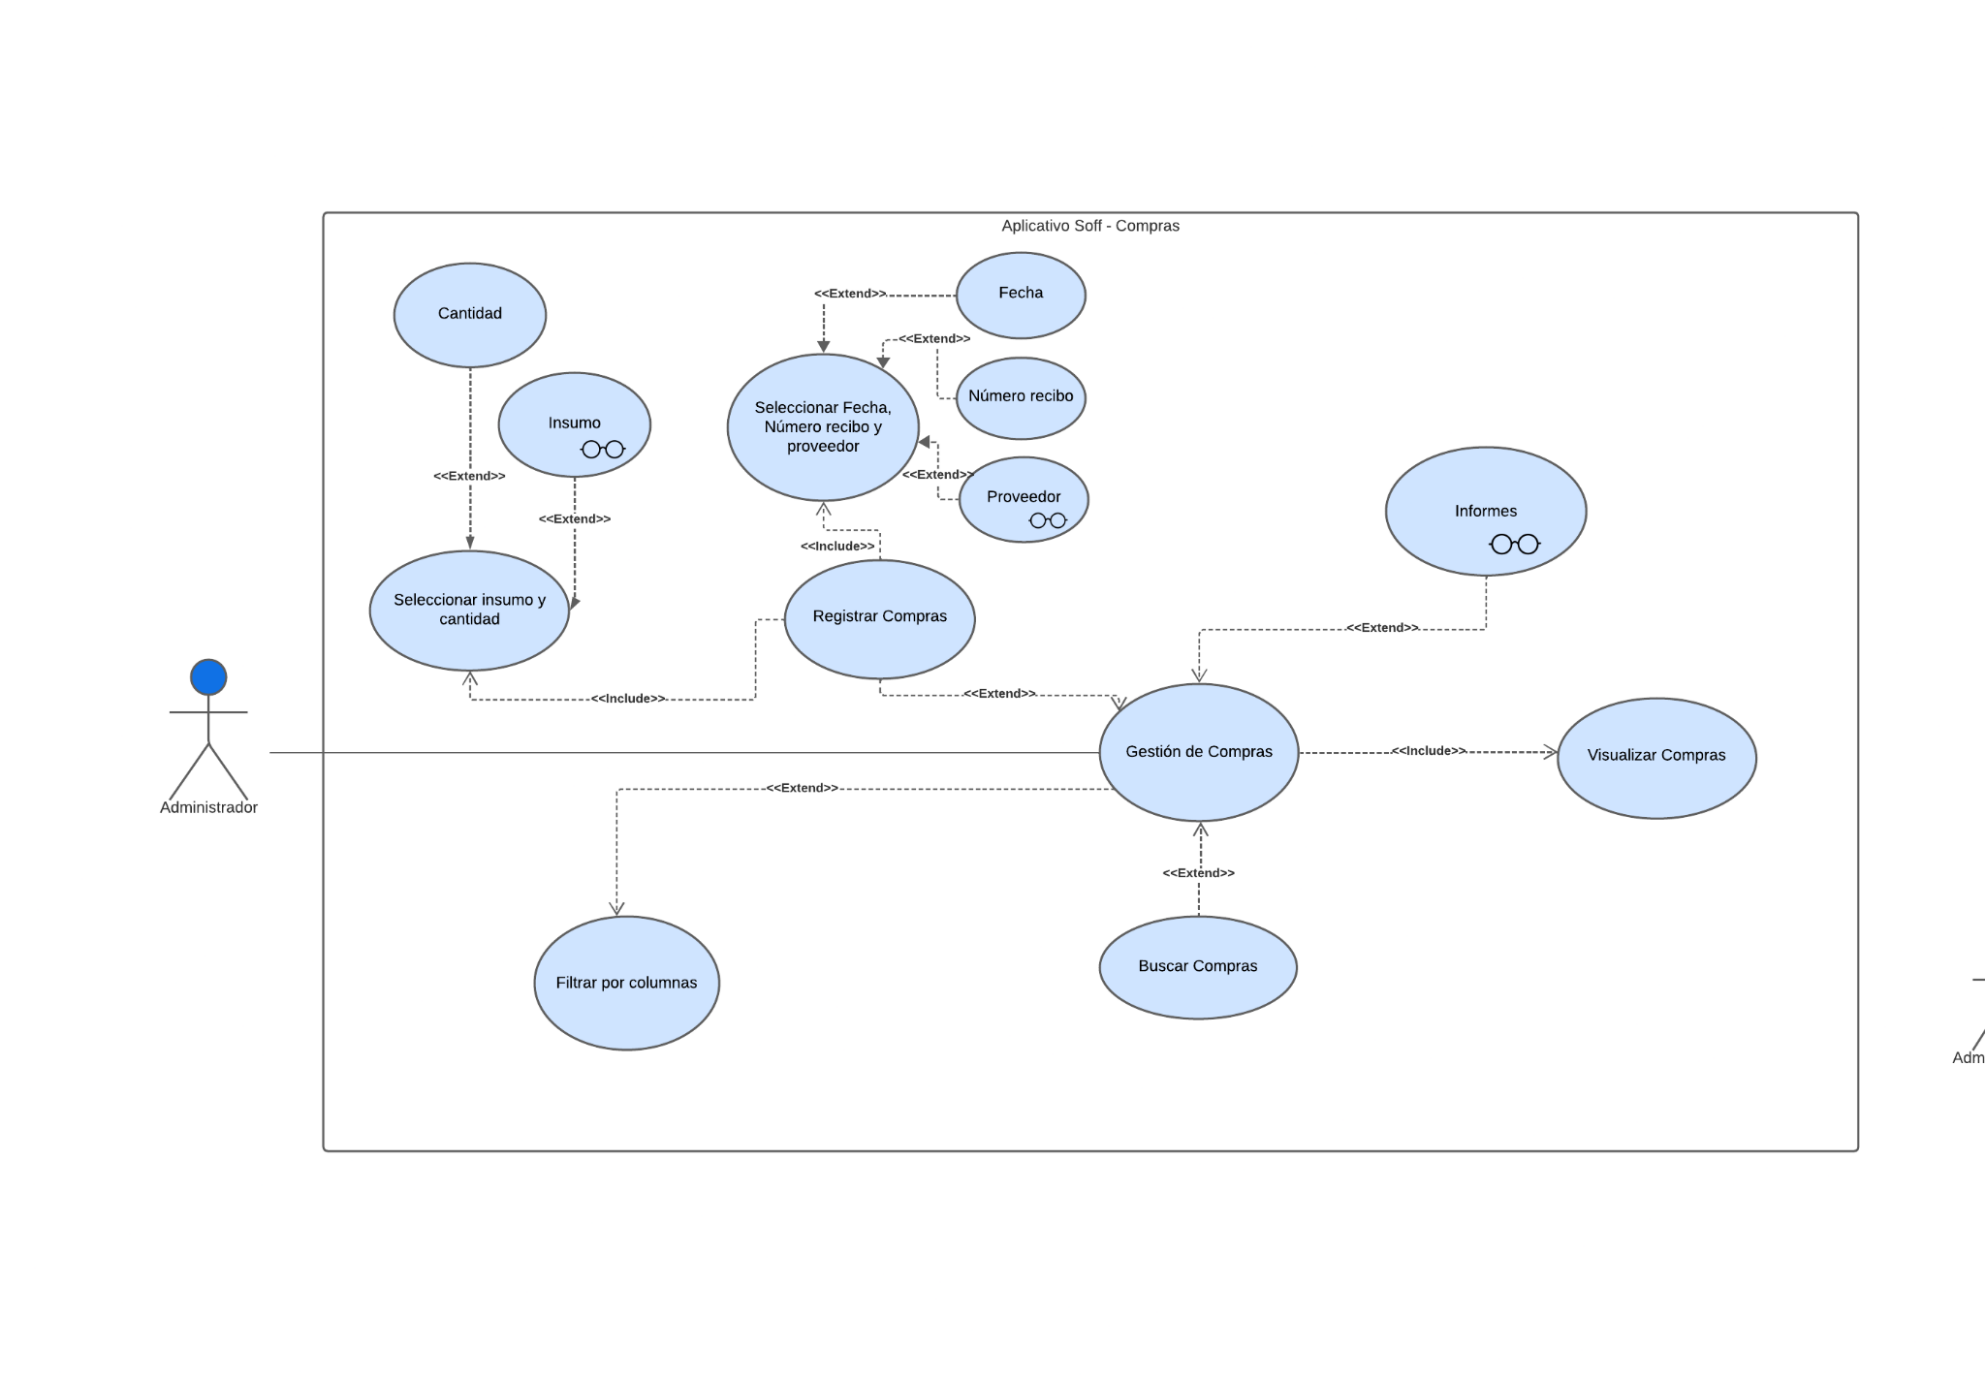 Aplicativo Soff - Compras
Cantidad
Fecha
<<Extend>>
<<Extend>>
Número recibo
Seleccionar Fecha,
Número recibo y
proveedor
Insumo
<<Extend>>
<<Extend>>
Proveedor
<<Extend>>
Informes
<<Include>>
Seleccionar insumo y
cantidad
Registrar Compras
<<Extend>>
<<Include>>
<<Extend>>
Gestión de Compras
<<Include>>
Visualizar Compras
<<Extend>>
Administrador
<<Extend>>
Buscar Compras
Filtrar por columnas
Adm